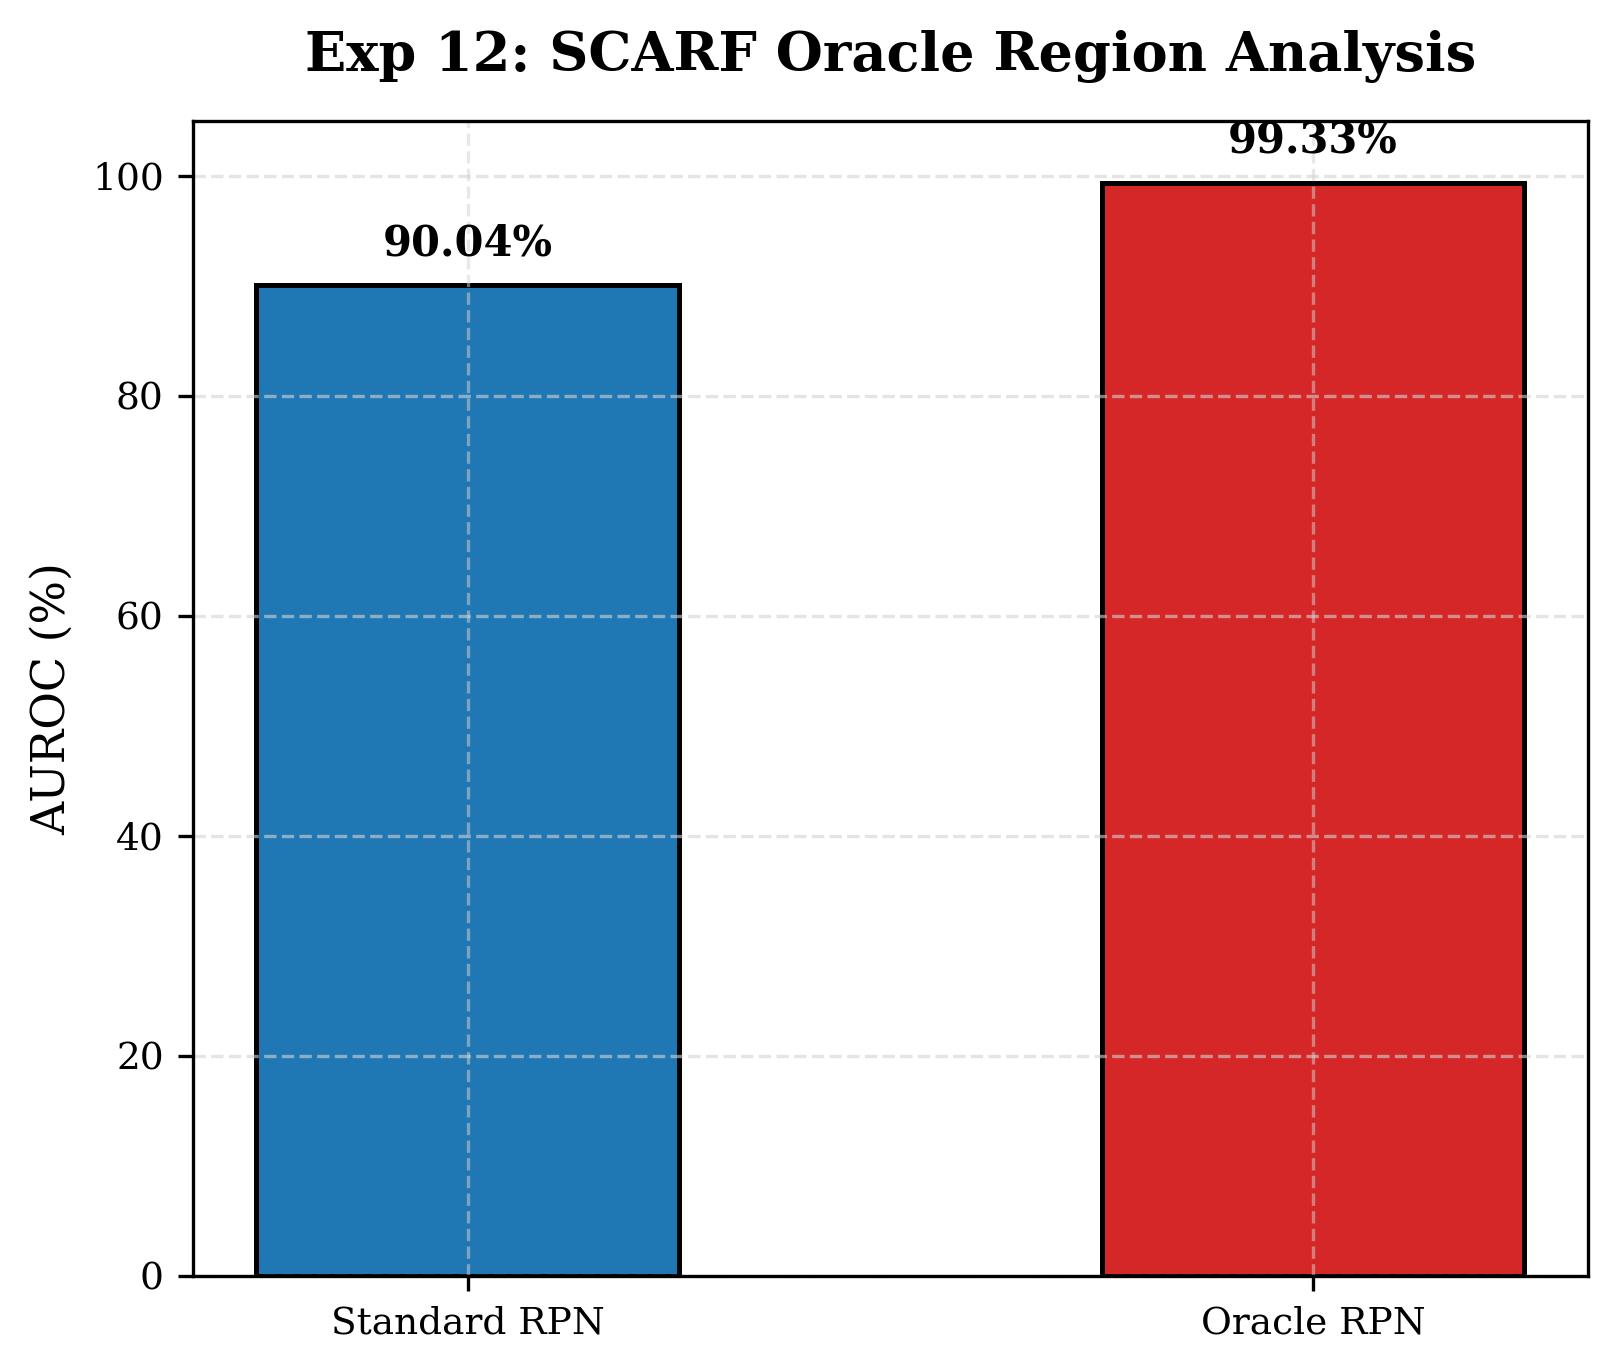 Exp 12: SCARF Oracle Region Analysis
99.33%
90.04%
100
80
60
40
20
0
AUROC (%)
Standard RPN
Oracle RPN